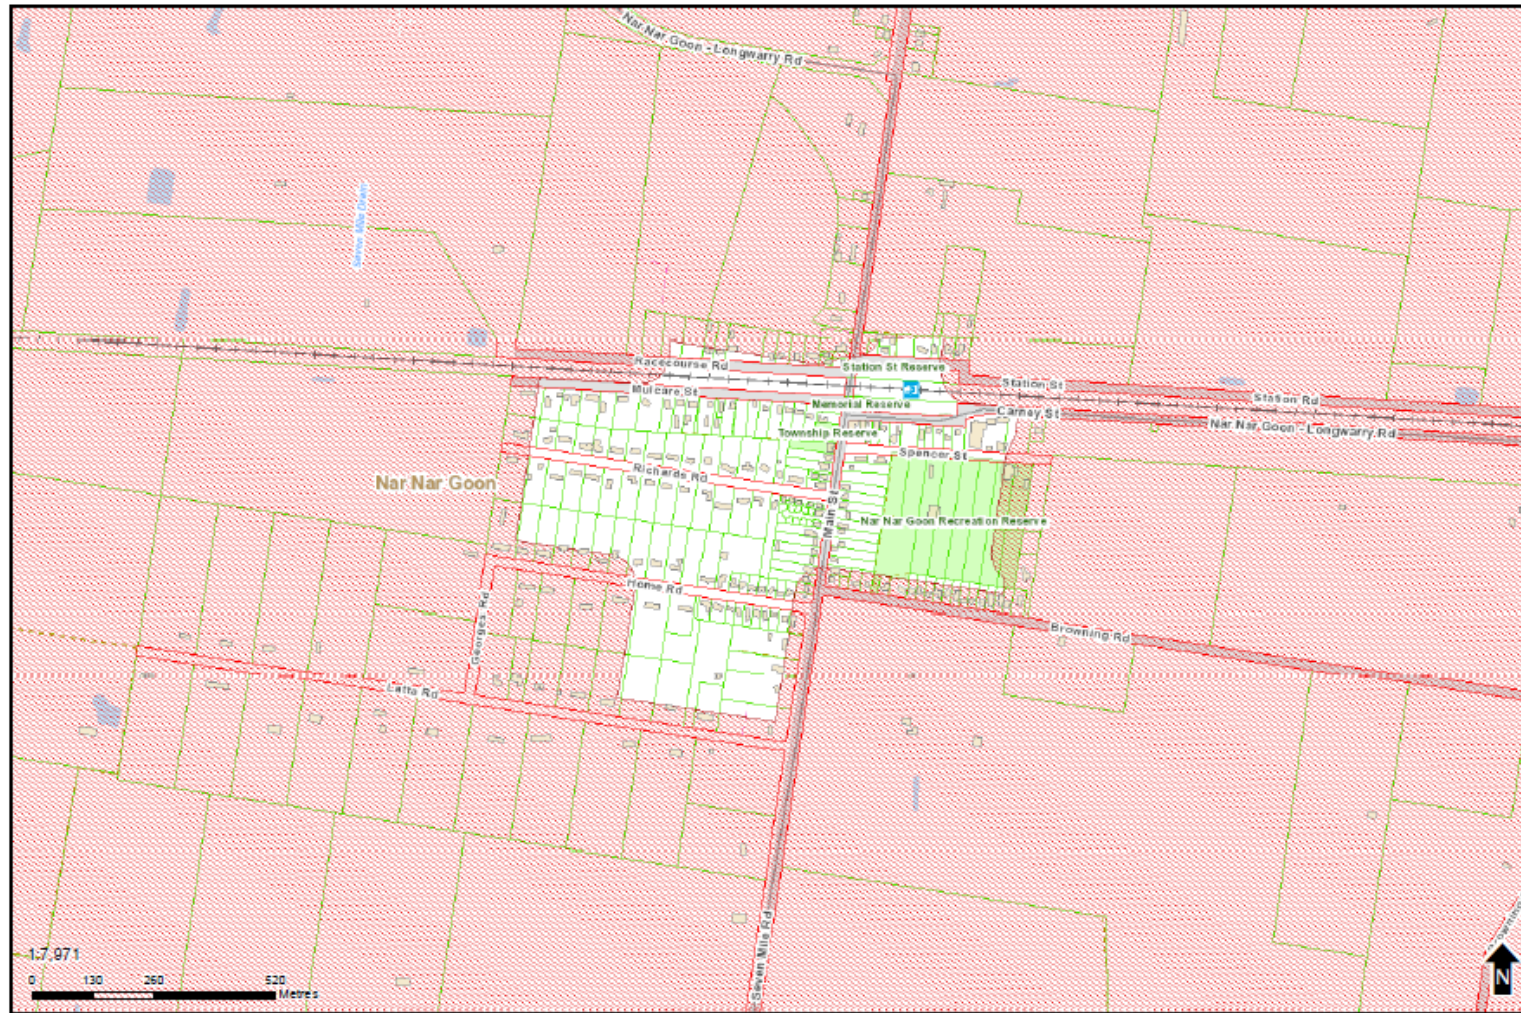 Nar Nar Goon - Longwarry Rd
Seven Mile Drain
Racecourse Rd
Station St Reserve
Mulcare St
Station St
Memorial Reserve
Station Rd
Carney St
Nar Nar Goon - Longwarry Rd
Township Reserve
Spencer St
Richards Rd
Nar Nar Goon
Main St
Nar Nar Goon Recreation Reserve
Home Rd
Georges Rd
Browning Rd
Latta Rd
Seven Mile Rd
1:7,971
0 130 260 520
Metres
N